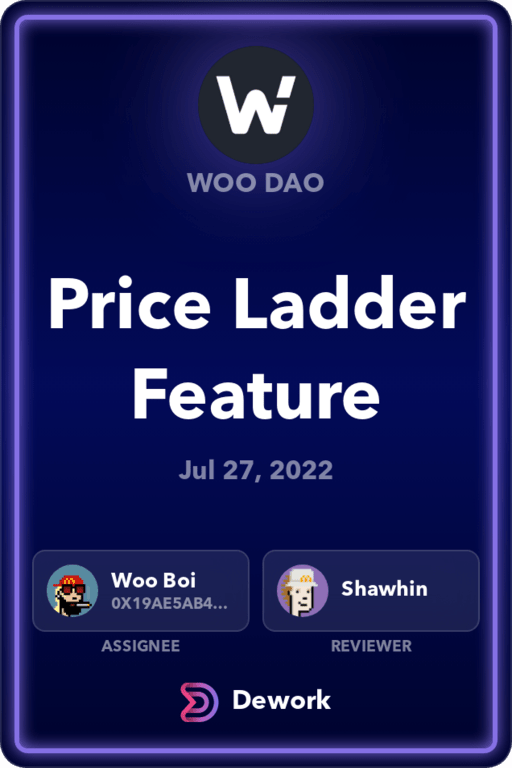 WOO DAO
Price Ladder
Feature
Jul 27, 2022
Woo Boi
0X19AE5AB4...
Shawhin
ASSIGNEE
REVIEWER
Dework